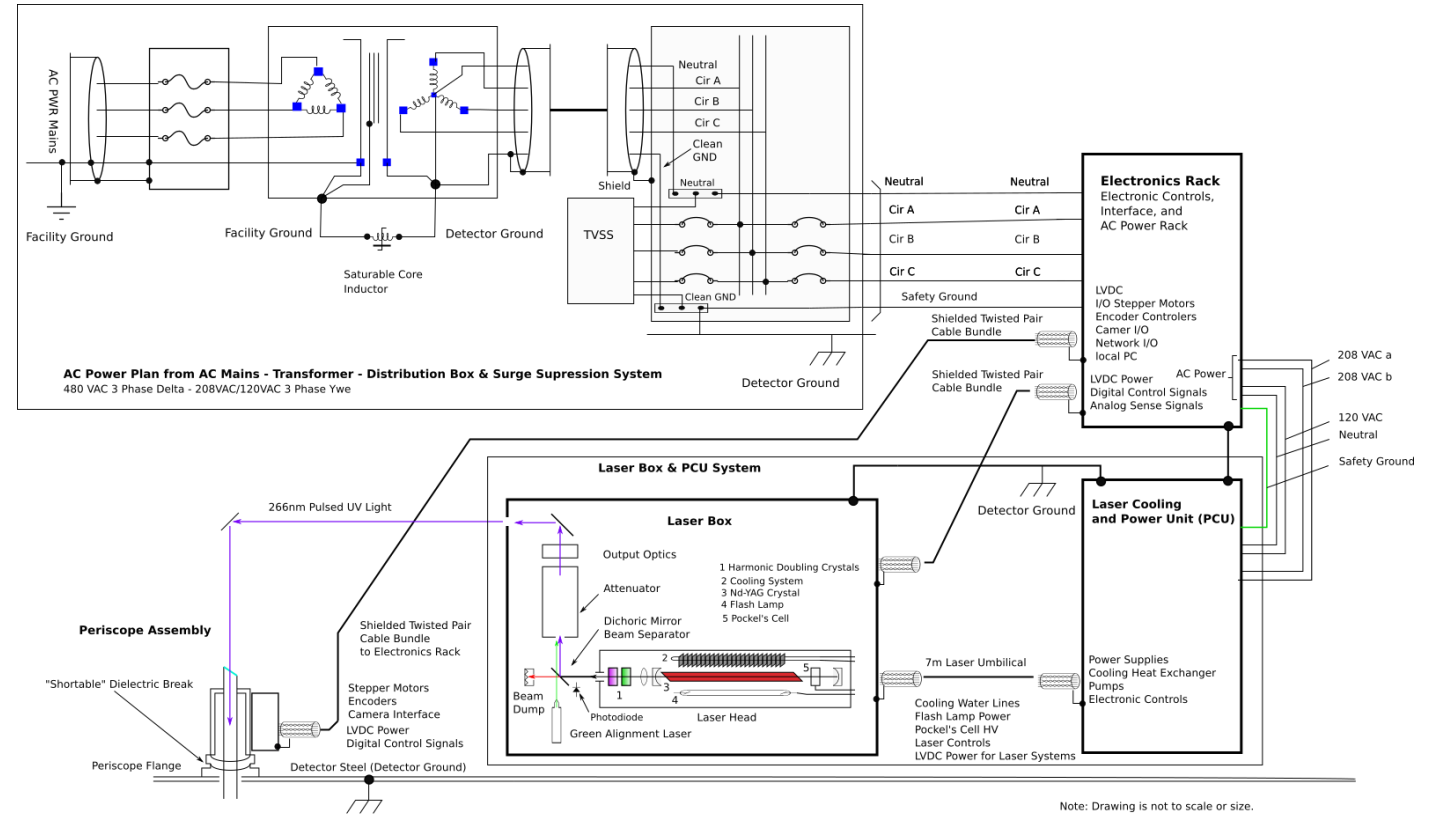 AC PWR Mains
Facility Ground
Facility Ground
Saturable Core
Inductor
Detector Ground
Shield
TVSS
Neutral
Cir A
Cir B
Cir C
Clean
GND
Neutral
Clean GND
Detector Ground
AC Power Plan from AC Mains - Transformer - Distribution Box & Surge Supression System
480 VAC 3 Phase Delta - 208VAC/120VAC 3 Phase Ywe
Neutral
Neutral
Cir A
Cir A
Cir B
Cir B
Cir C
Cir C
Safety Ground
Shielded Twisted Pair
Cable Bundle
Shielded Twisted Pair
Cable Bundle
Electronics Rack
Electronic Controls,
Interface, and
AC Power Rack
LVDC
I/O Stepper Motors
Encoder Controlers
Camer I/O
Network I/O
local PC
AC Power
LVDC Power
Digital Control Signals
Analog Sense Signals
208 VAC a
208 VAC b
120 VAC
Neutral
Safety Ground
Laser Box & PCU System
Detector Ground
Laser Cooling
and Power Unit (PCU)
Power Supplies
Cooling Heat Exchanger
Pumps
Electronic Controls
Laser Box
266nm Pulsed UV Light
Output Optics
Attenuator
Dichoric Mirror
Beam Separator
1 Harmonic Doubling Crystals
2 Cooling System
3 Nd-YAG Crystal
4 Flash Lamp
5 Pockel's Cell
2
5
1
3
4
Beam
Dump
Photodiode
Laser Head
Green Alignment Laser
7m Laser Umbilical
Cooling Water Lines
Flash Lamp Power
Pockel's Cell HV
Laser Controls
LVDC Power for Laser Systems
Periscope Assembly
Shielded Twisted Pair
Cable Bundle
to Electronics Rack
"Shortable" Dielectric Break
Stepper Motors
Encoders
Camera Interface
LVDC Power
Digital Control Signals
Periscope Flange
Detector Steel (Detector Ground)
Note: Drawing is not to scale or size.